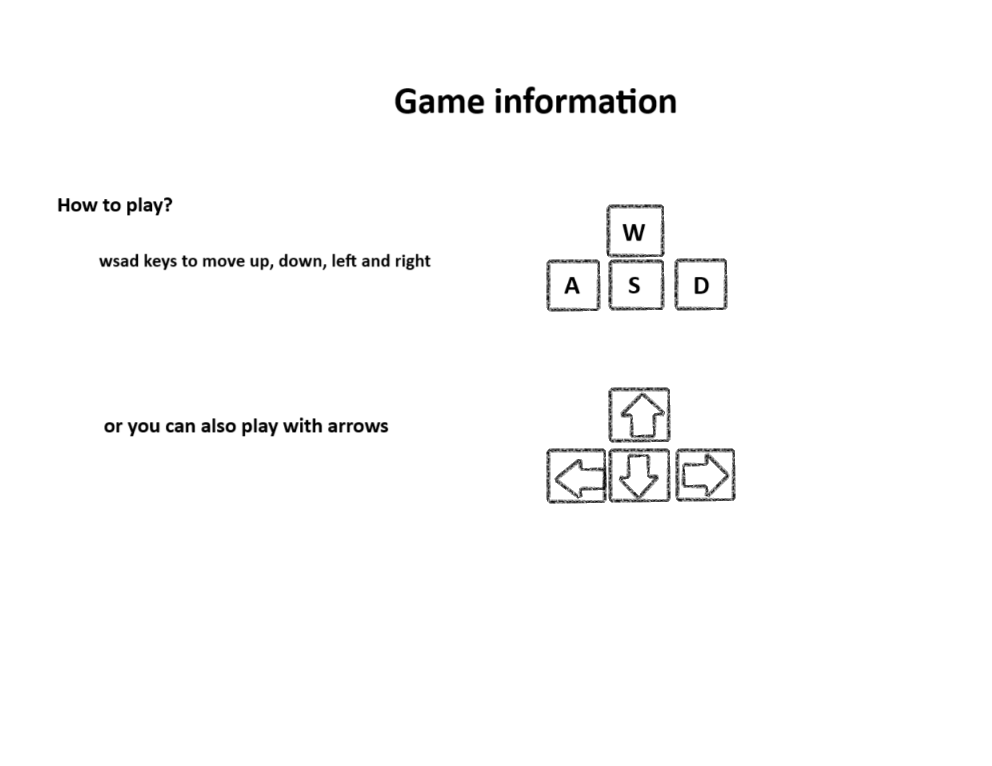 Game information
How to play?
wsad keys to move up, down, left and right
W
A S D
or you can also play with arrows